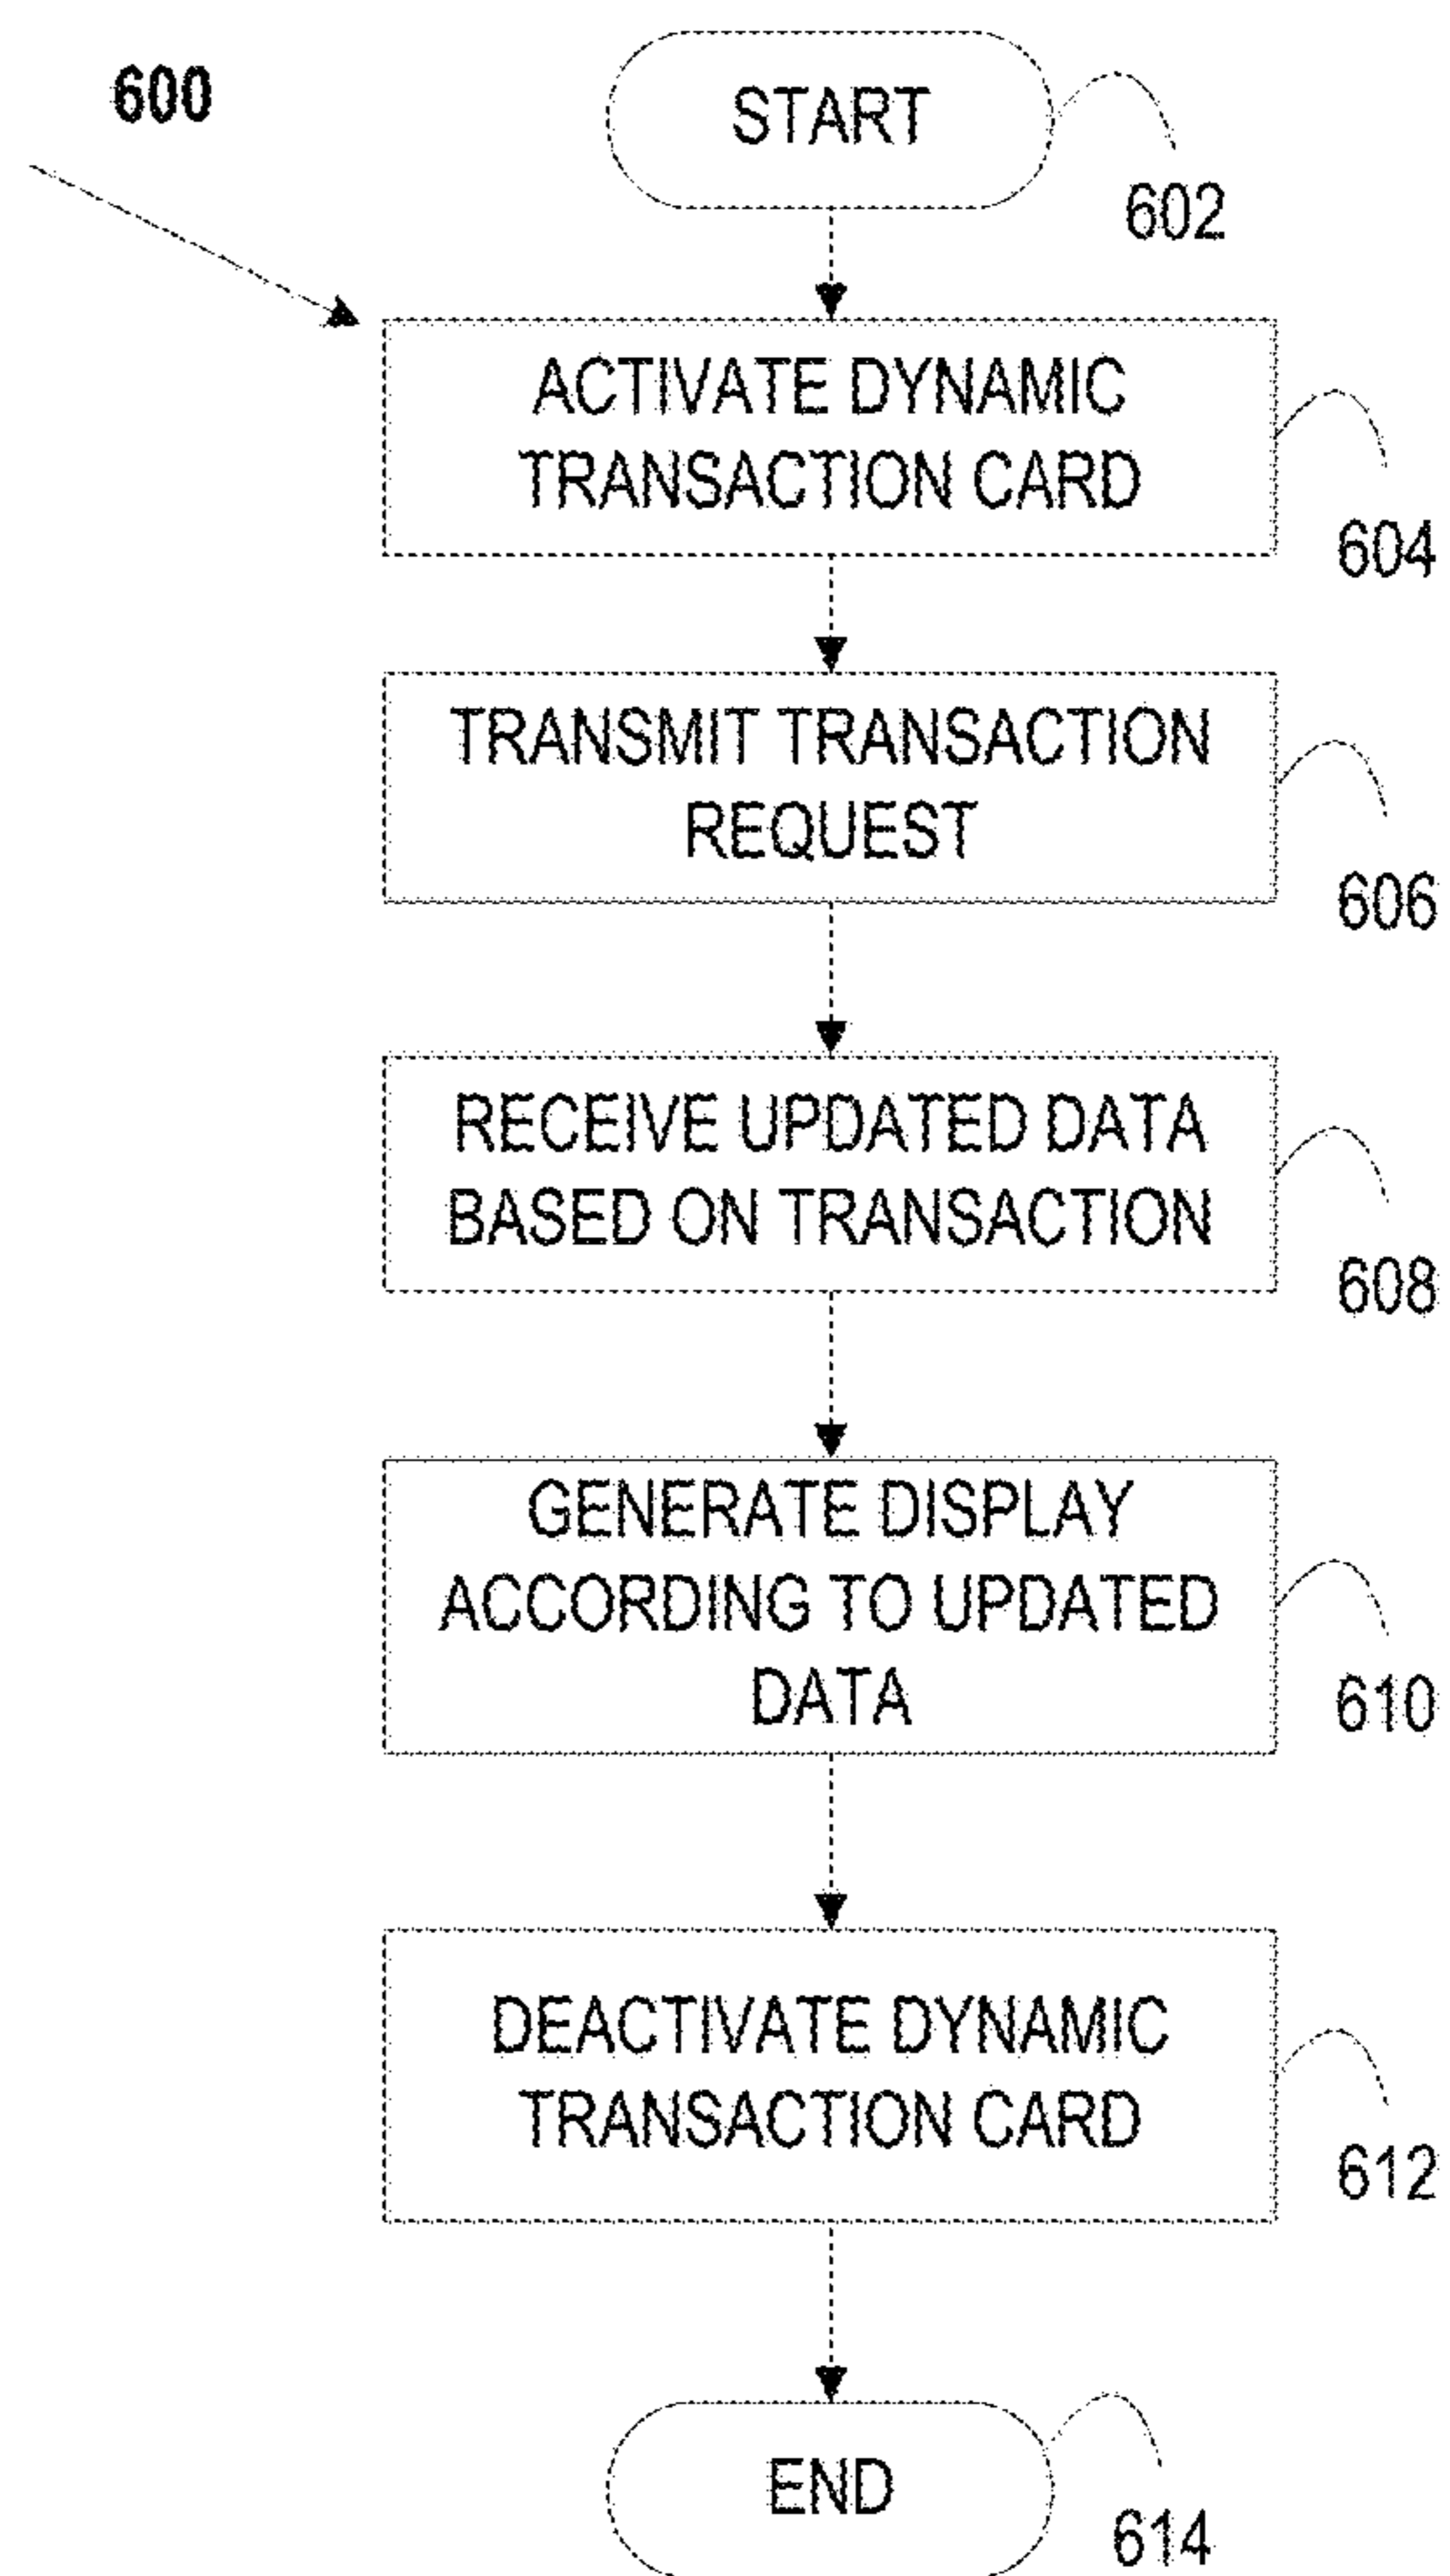 600
START
602
ACTIVATE DYNAMIC
TRANSACTION CARD
604
TRANSMIT TRANSACTION
REQUEST
606
RECEIVE UPDATED DATA
BASED ON TRANSACTION
608
GENERATE DISPLAY
ACCORDING TO UPDATED
DATA
610
DEACTIVATE DYNAMIC
TRANSACTION CARD
612
END
614